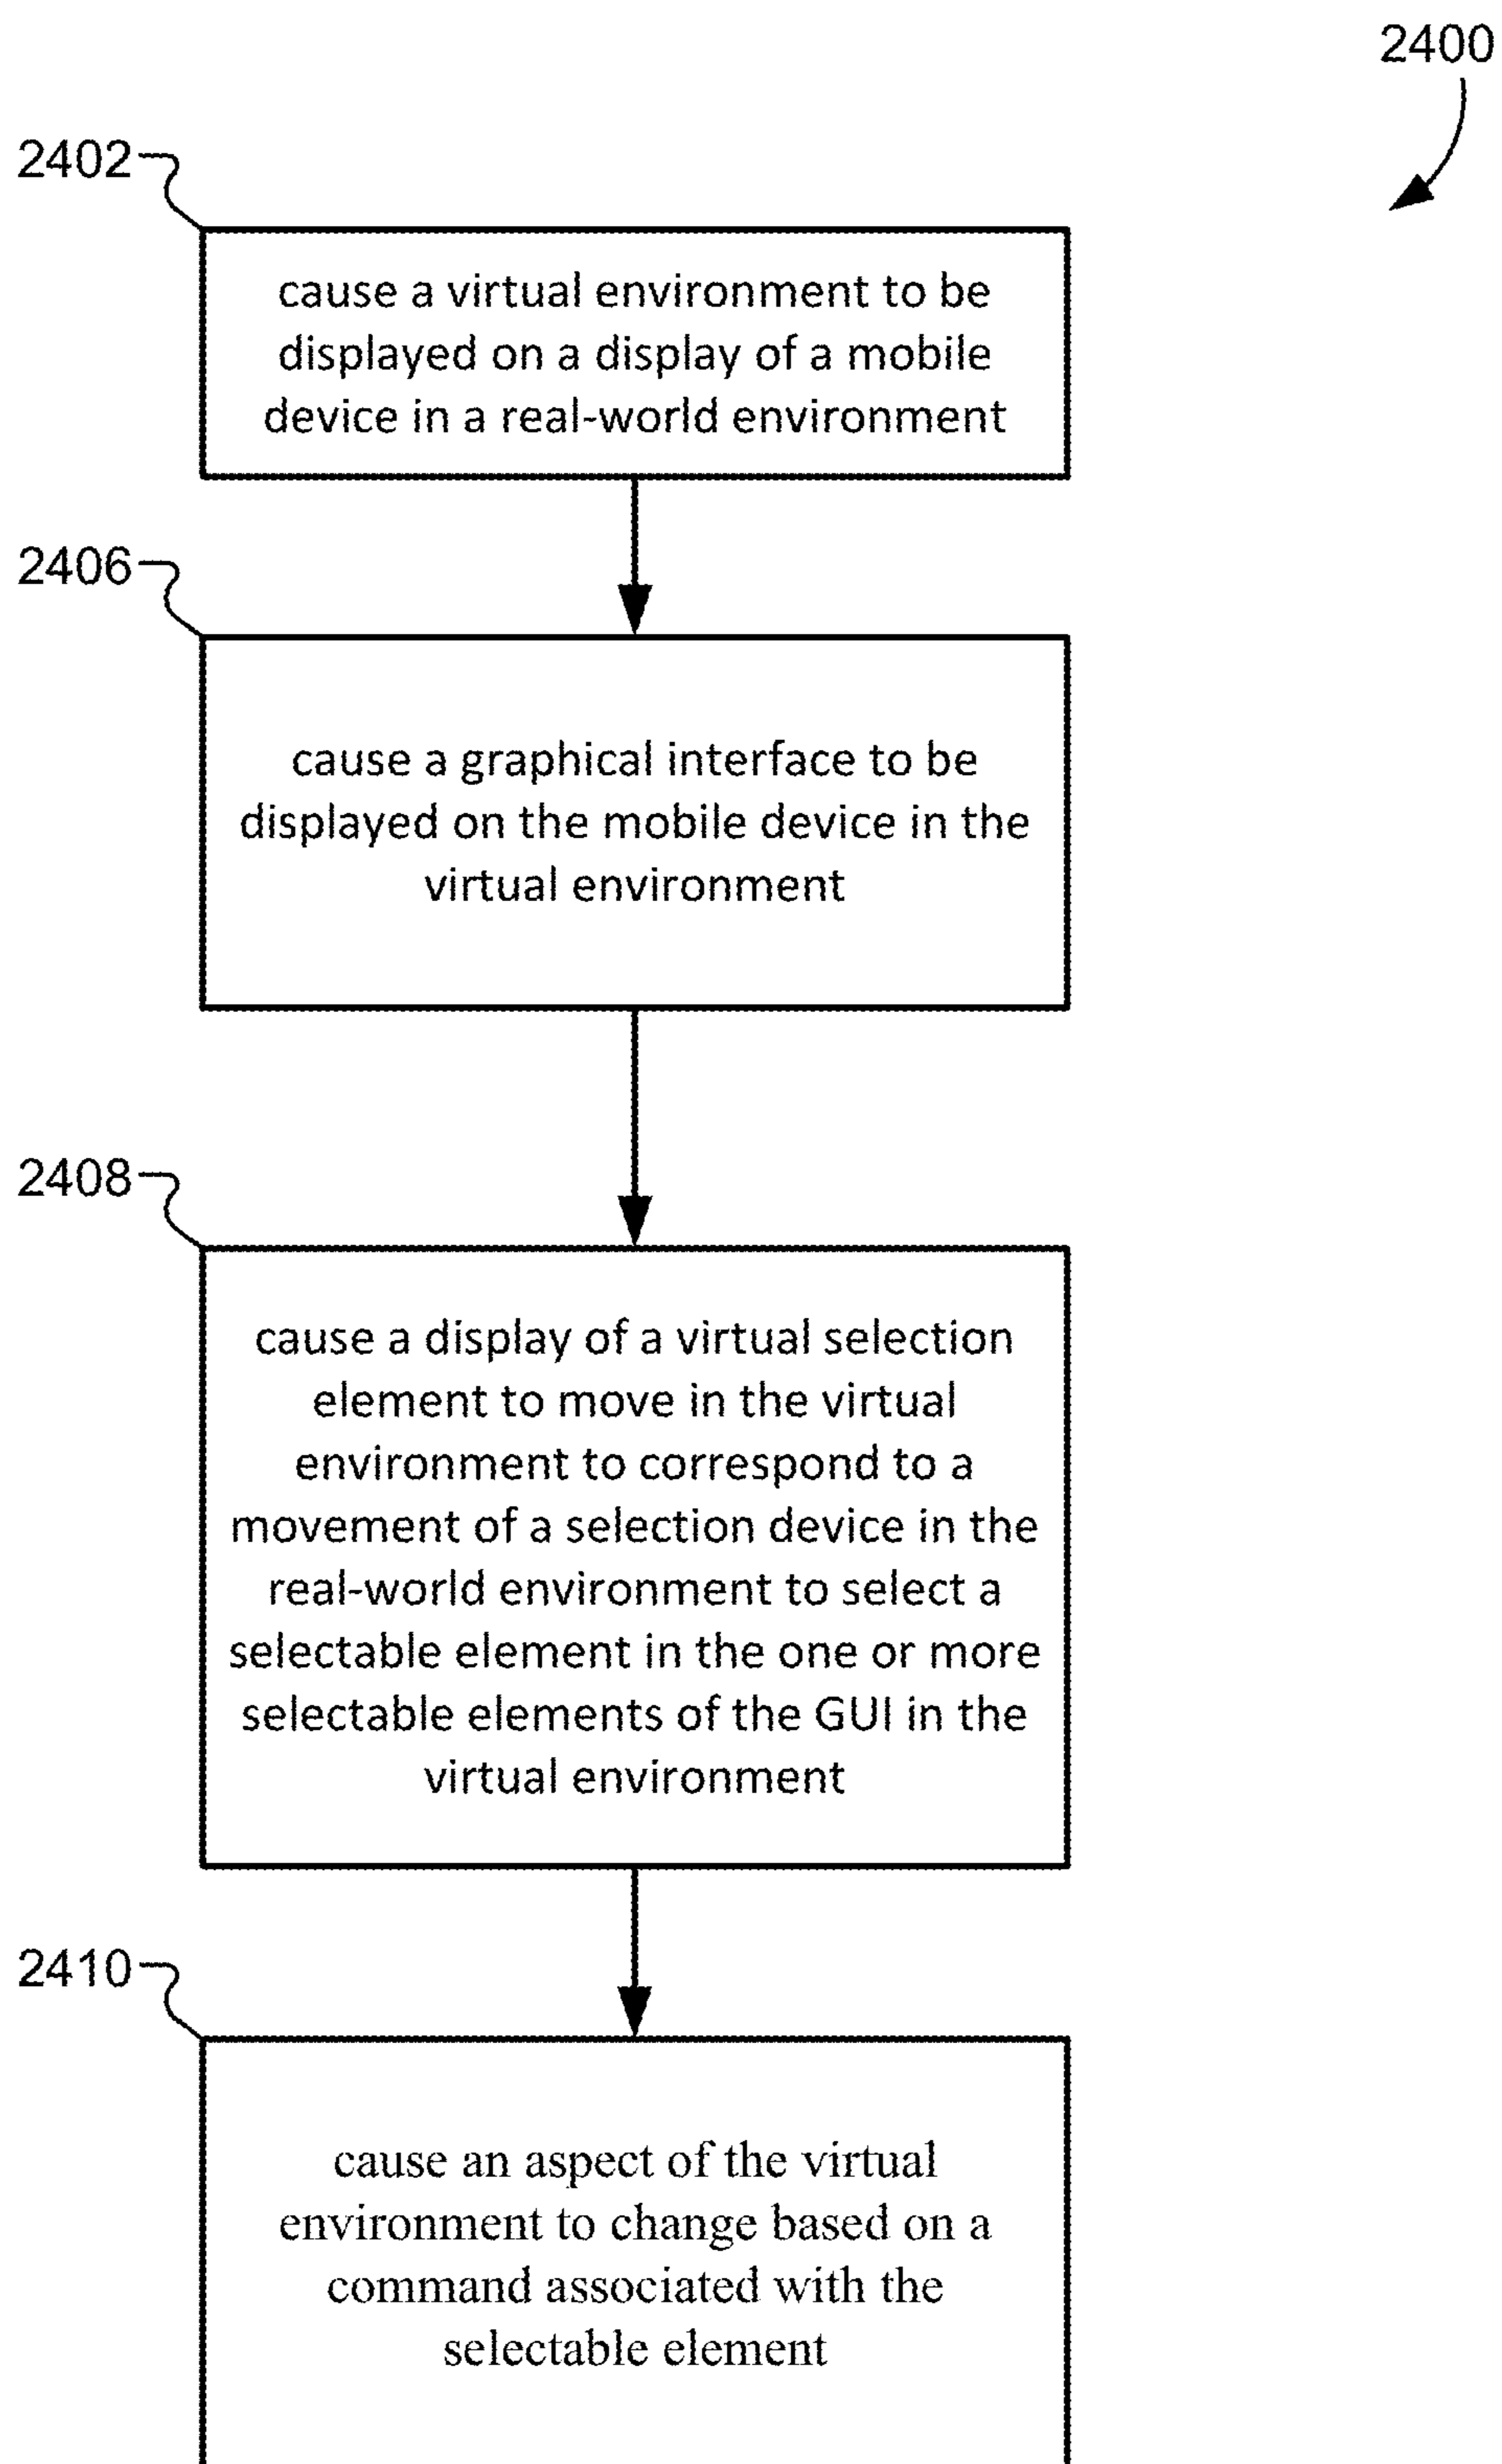 2400
2402
cause a virtual environment to be
displayed on a display of a mobile
device in a real-world environment
2406
cause a graphical interface to be
displayed on the mobile device in the
virtual environment
2408
cause a display of a virtual selection
element to move in the virtual
environment to correspond to a
movement of a selection device in the
real-world environment to select a
selectable element in the one or more
selectable elements of the GUI in the
virtual environment
2410
cause an aspect of the virtual
environment to change based on a
command associated with the
selectable element